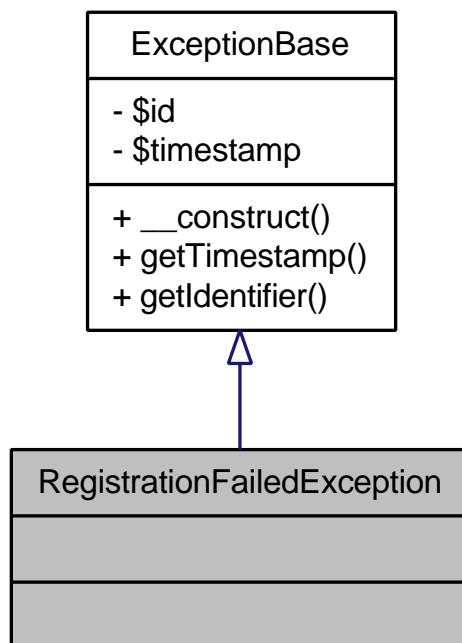 ExceptionBase
- $id
- $timestamp
+ __construct()
+ getTimestamp()
+ getIdentifier()
RegistrationFailedException